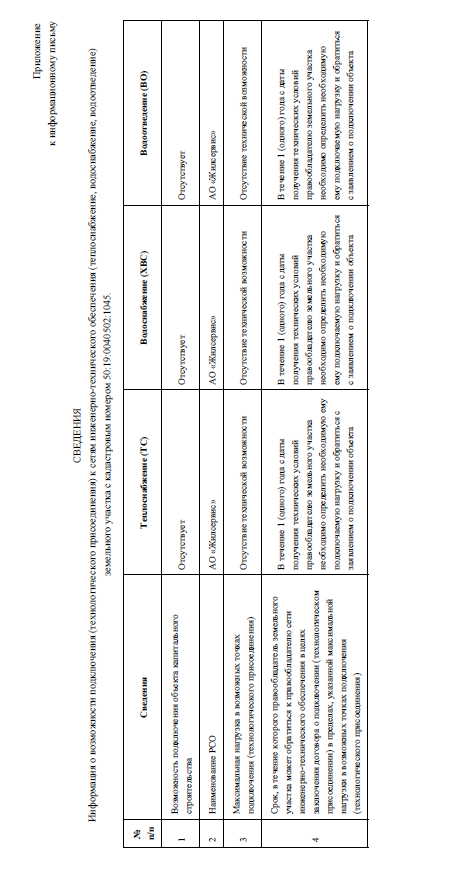 Приложение
к информационному письму
СВЕДЕНИЯ
Информация о возможности подключения (технологического присоединения) к сетям инженерно-технического обеспечения (теплоснабжение, водоснабжение, водоотведение)
земельного участка с кадастровым номером 50:19:0040502:1045.
№
п/п
Сведения
Теплоснабжение (ТС)
Водоснабжение (ХВС)
Водоотведение (ВО)
1
Возможность подключения объекта капитального
строительства
Отсутствует
Отсутствует
Отсутствует
2
Наименование РСО
АО «Жилсервис»
АО «Жилсервис»
АО «Жилсервис»
3
Максимальная нагрузка в возможных точках
подключения (технологического присоединения)
Отсутствие технической возможности
Отсутствие технической возможности
Отсутствие технической возможности
4
Срок, в течение которого правообладатель земельного
участка может обратиться к правообладателю сети
инженерно-технического обеспечения в целях
заключения договора о подключении (технологическом
присоединении) в пределах, указанной максимальной
нагрузки в возможных точках подключения
(технологического присоединения)
В течение 1 (одного) года с даты
получения технических условий
правообладателю земельного участка
необходимо определить необходимую ему
подключаемую нагрузку и обратиться с
заявлением о подключении объекта
В течение 1 (одного) года с даты
получения технических условий
правообладателю земельного участка
необходимо определить необходимую
ему подключаемую нагрузку и обратиться
с заявлением о подключении объекта
В течение 1 (одного) года с даты
получения технических условий
правообладателю земельного участка
необходимо определить необходимую
ему подключаемую нагрузку и обратиться
с заявлением о подключении объекта